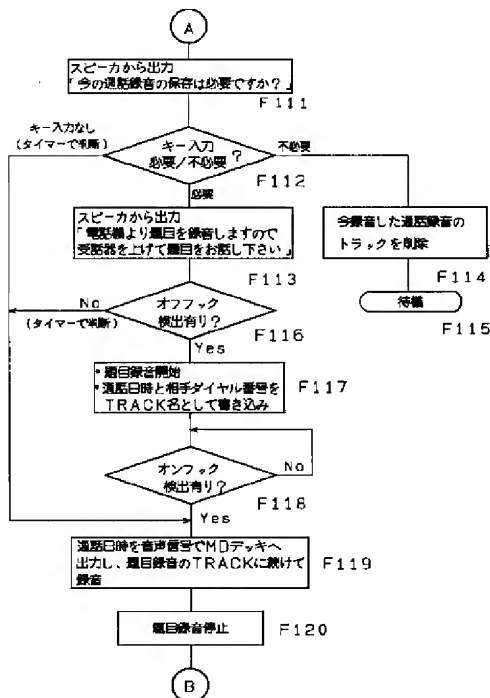 A
スピーカから出力
「今の通話録音の保存は必要ですか？」
F111
キー入力なし
(タイマーで判断)
キー入力
必要/不必要？
不必要
F112
必要
スピーカから出力
「電話機より題目を録音しますので
受話器を上げて題目をお話し下さい」
F113
今録音した通話録音の
トラックを削除
F114
待機
F115
No
(タイマーで判断)
オフフック
検出有り？
F116
Yes
・題目録音開始
・通話日時と相手ダイヤル番号を
TRACK名として書き込み
F117
オンフック
検出有り？
No
F118
Yes
通話日時を音声信号でMDデッキへ
出力し、題目録音のTRACKに続けて
録音
F119
題目録音停止
F120
B